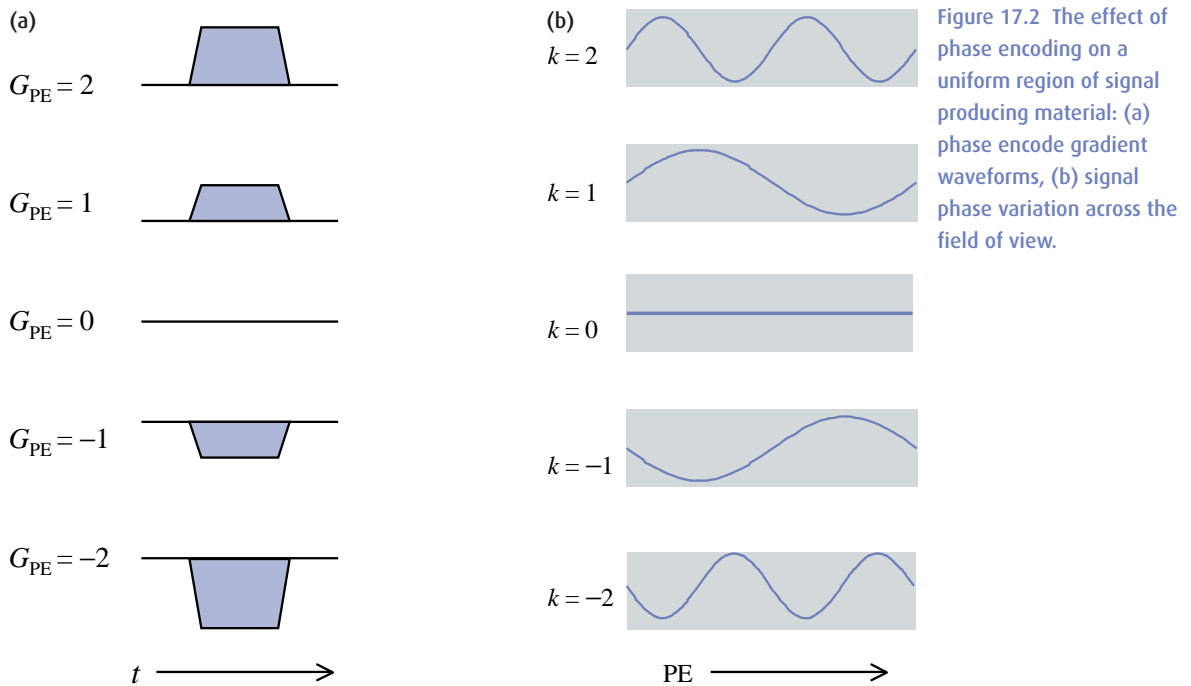 (a)
G_PE = 2
G_PE = 1
G_PE = 0
G_PE = −1
G_PE = −2
t
(b)
k = 2
k = 1
k = 0
k = −1
k = −2
PE
Figure 17.2 The effect of
phase encoding on a
uniform region of signal
producing material: (a)
phase encode gradient
waveforms, (b) signal
phase variation across the
field of view.